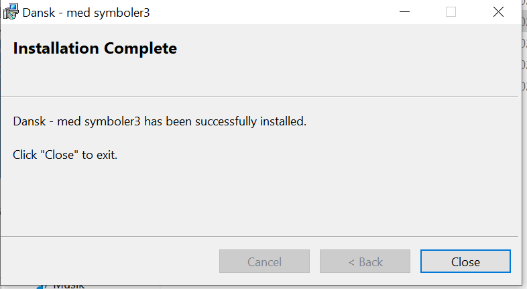 Dansk - med symboler3
Installation Complete
Dansk - med symboler3 has been successfully installed.
Click "Close" to exit.
Cancel
< Back
Close